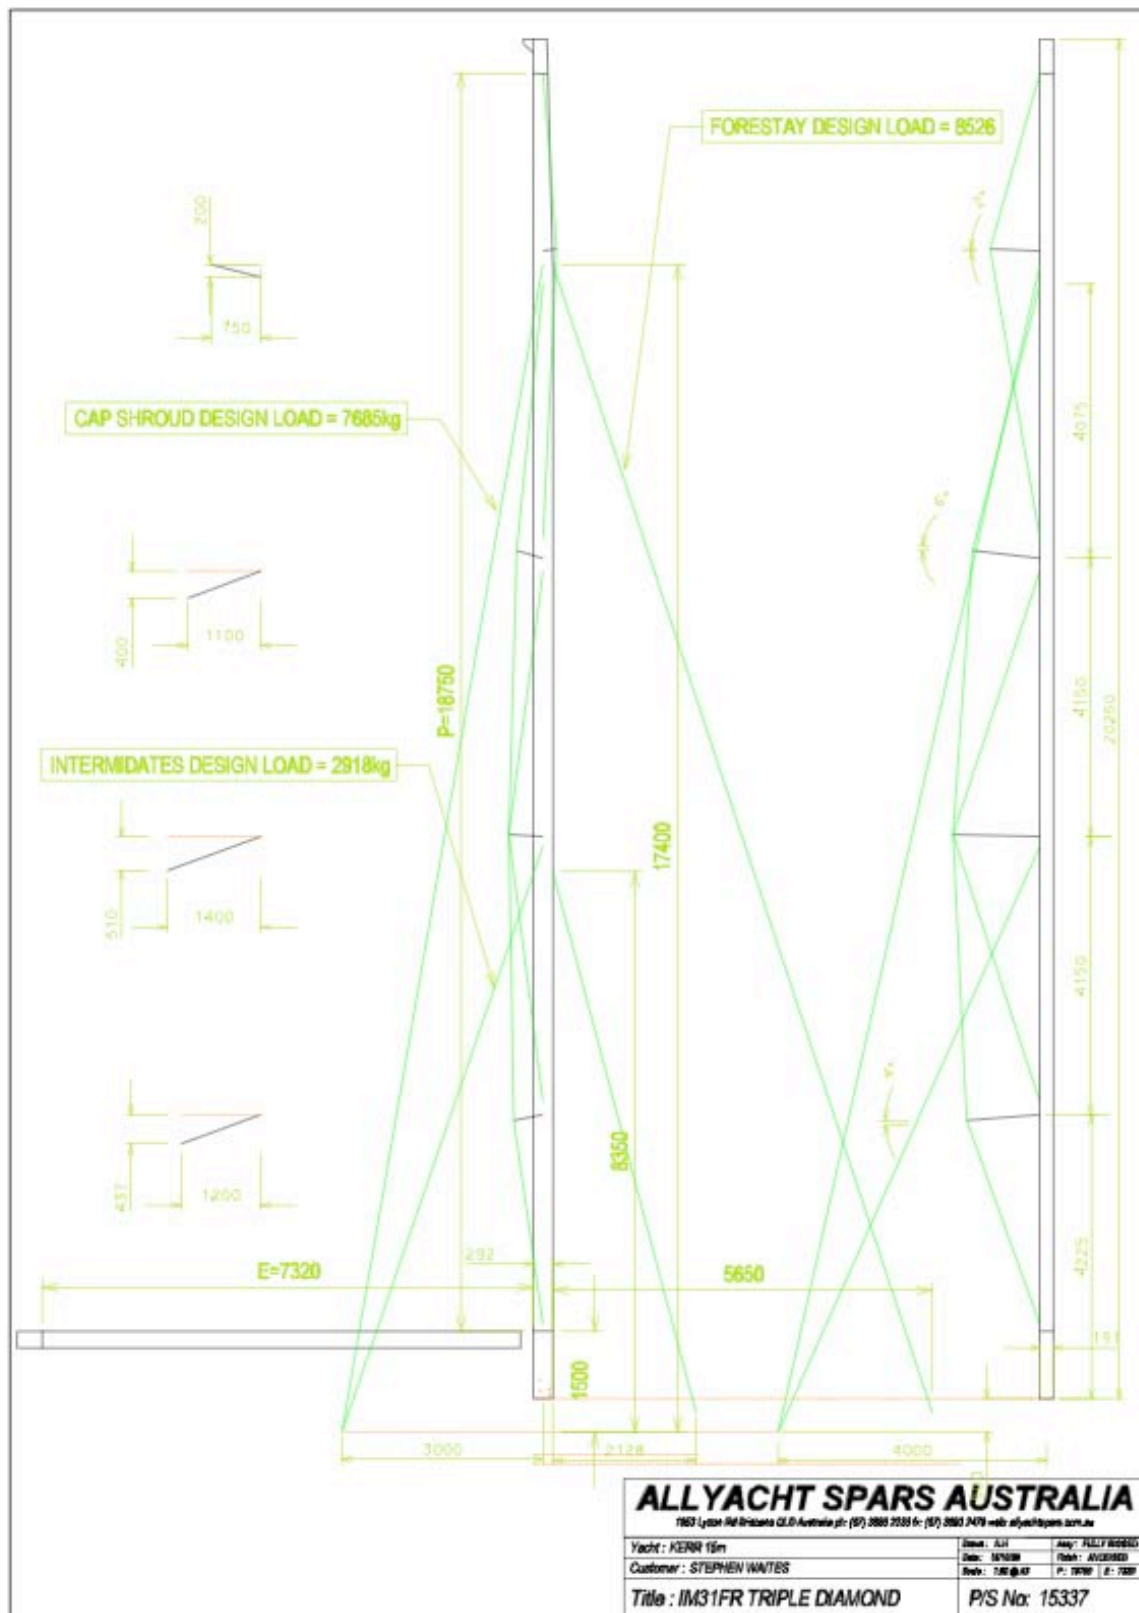 FORESTAY DESIGN LOAD = 8526
200
750
CAP SHROUD DESIGN LOAD = 7685kg
4075
400
1100
P=18750
4150
20250
INTERMIDATES DESIGN LOAD = 2918kg
17400
510
1400
4150
8350
437
1200
292
E=7320
5650
4225
1500
3000
2128
4000
ALLYACHT SPARS AUSTRALIA
Yacht : KERR 15m
Customer : STEPHEN WAITES
Title : IM31FR TRIPLE DIAMOND
P/S No: 15337